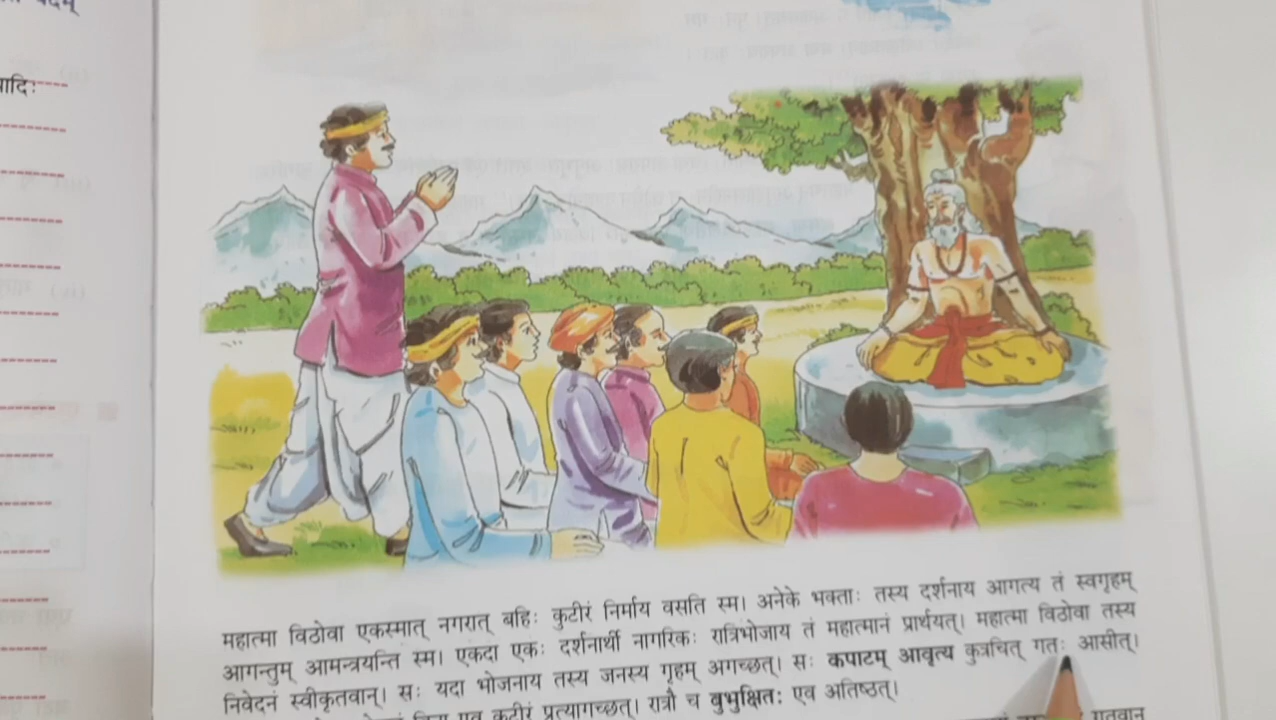 महात्मा विठोवा एकस्मात् नगरात् बहिः कुटीरं निर्माय वसति स्म। अनेके भक्ताः तस्य दर्शनाय आगत्य तं स्वगृहम्
आगन्तुम् आमन्त्रयन्ति स्म। एकदा एकः दर्शनार्थी नागरिकः रात्रिभोजाय तं महात्मानं प्रार्थयत्। महात्मा विठोवा तस्य
निवेदनं स्वीकृतवान्। सः यदा भोजनाय तस्य जनस्य गृहम् अगच्छत्। सः कपाटम् आवृत्य कुत्रचित् गतः आसीत्।
एव कुटीरं प्रत्यागच्छत्। रात्रौ च बुभुक्षितः एव अतिष्ठत्।